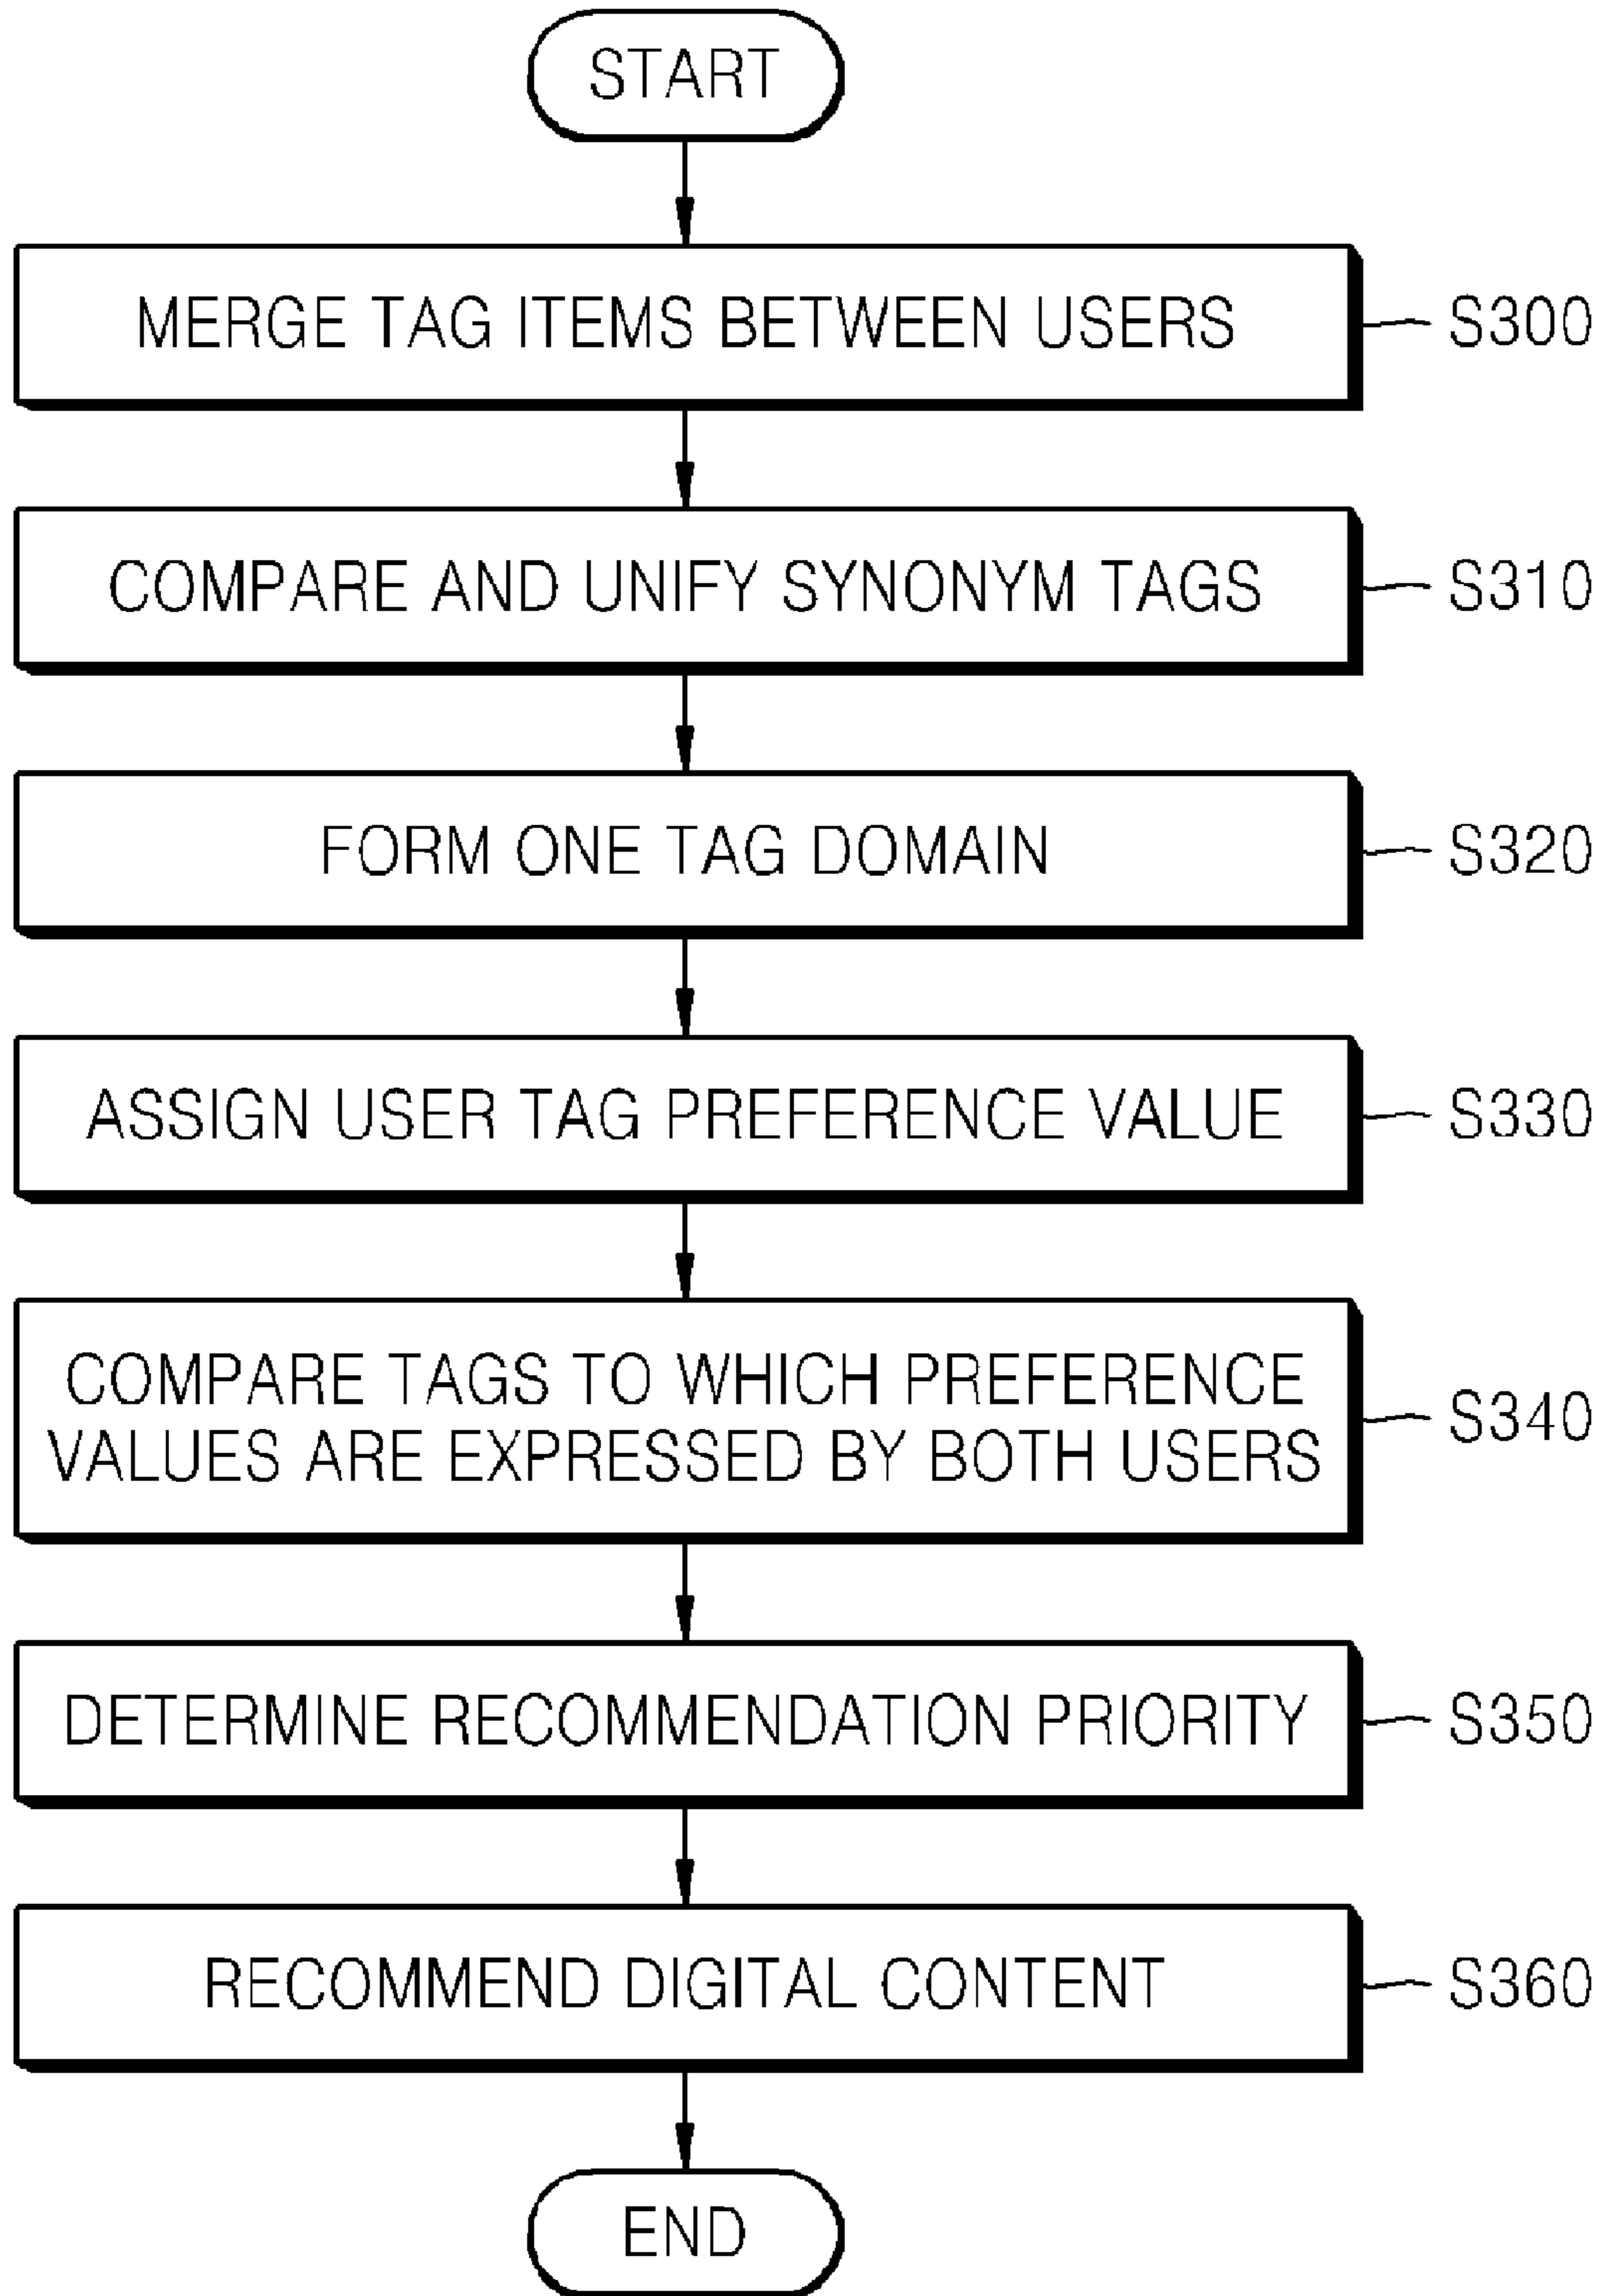 START
MERGE TAG ITEMS BETWEEN USERS
S300
COMPARE AND UNIFY SYNONYM TAGS
S310
FORM ONE TAG DOMAIN
S320
ASSIGN USER TAG PREFERENCE VALUE
S330
COMPARE TAGS TO WHICH PREFERENCE
VALUES ARE EXPRESSED BY BOTH USERS
S340
DETERMINE RECOMMENDATION PRIORITY
S350
RECOMMEND DIGITAL CONTENT
S360
END